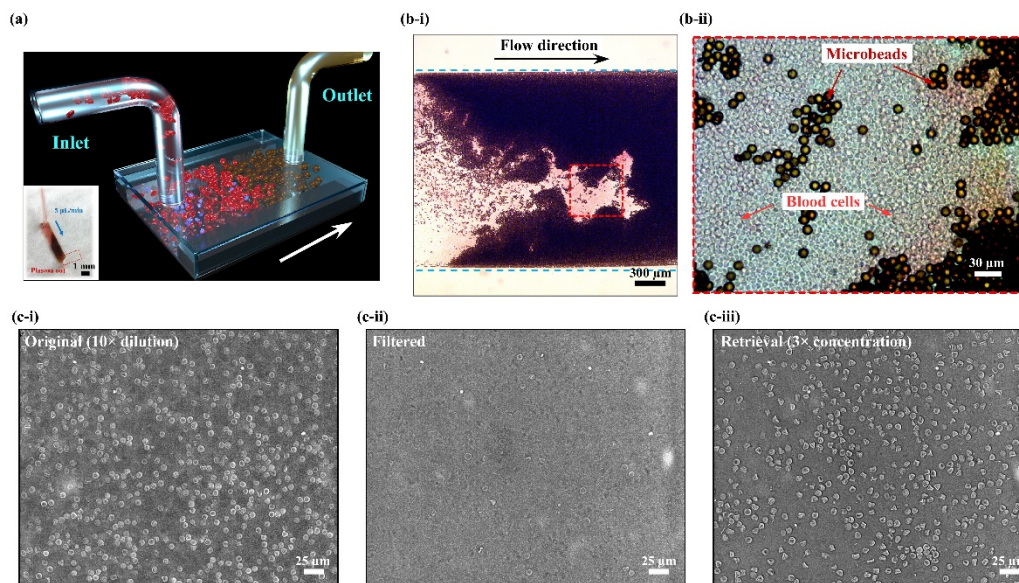 (a)
Inlet
Outlet
5 µL/min
Plasma out
1 mm
(b-i)
Flow direction
300 µm
(b-ii)
Microbeads
Blood cells
30 µm
(c-i)
Original (10× dilution)
25 µm
(c-ii)
Filtered
25 µm
(c-iii)
Retrieval (3× concentration)
25 µm